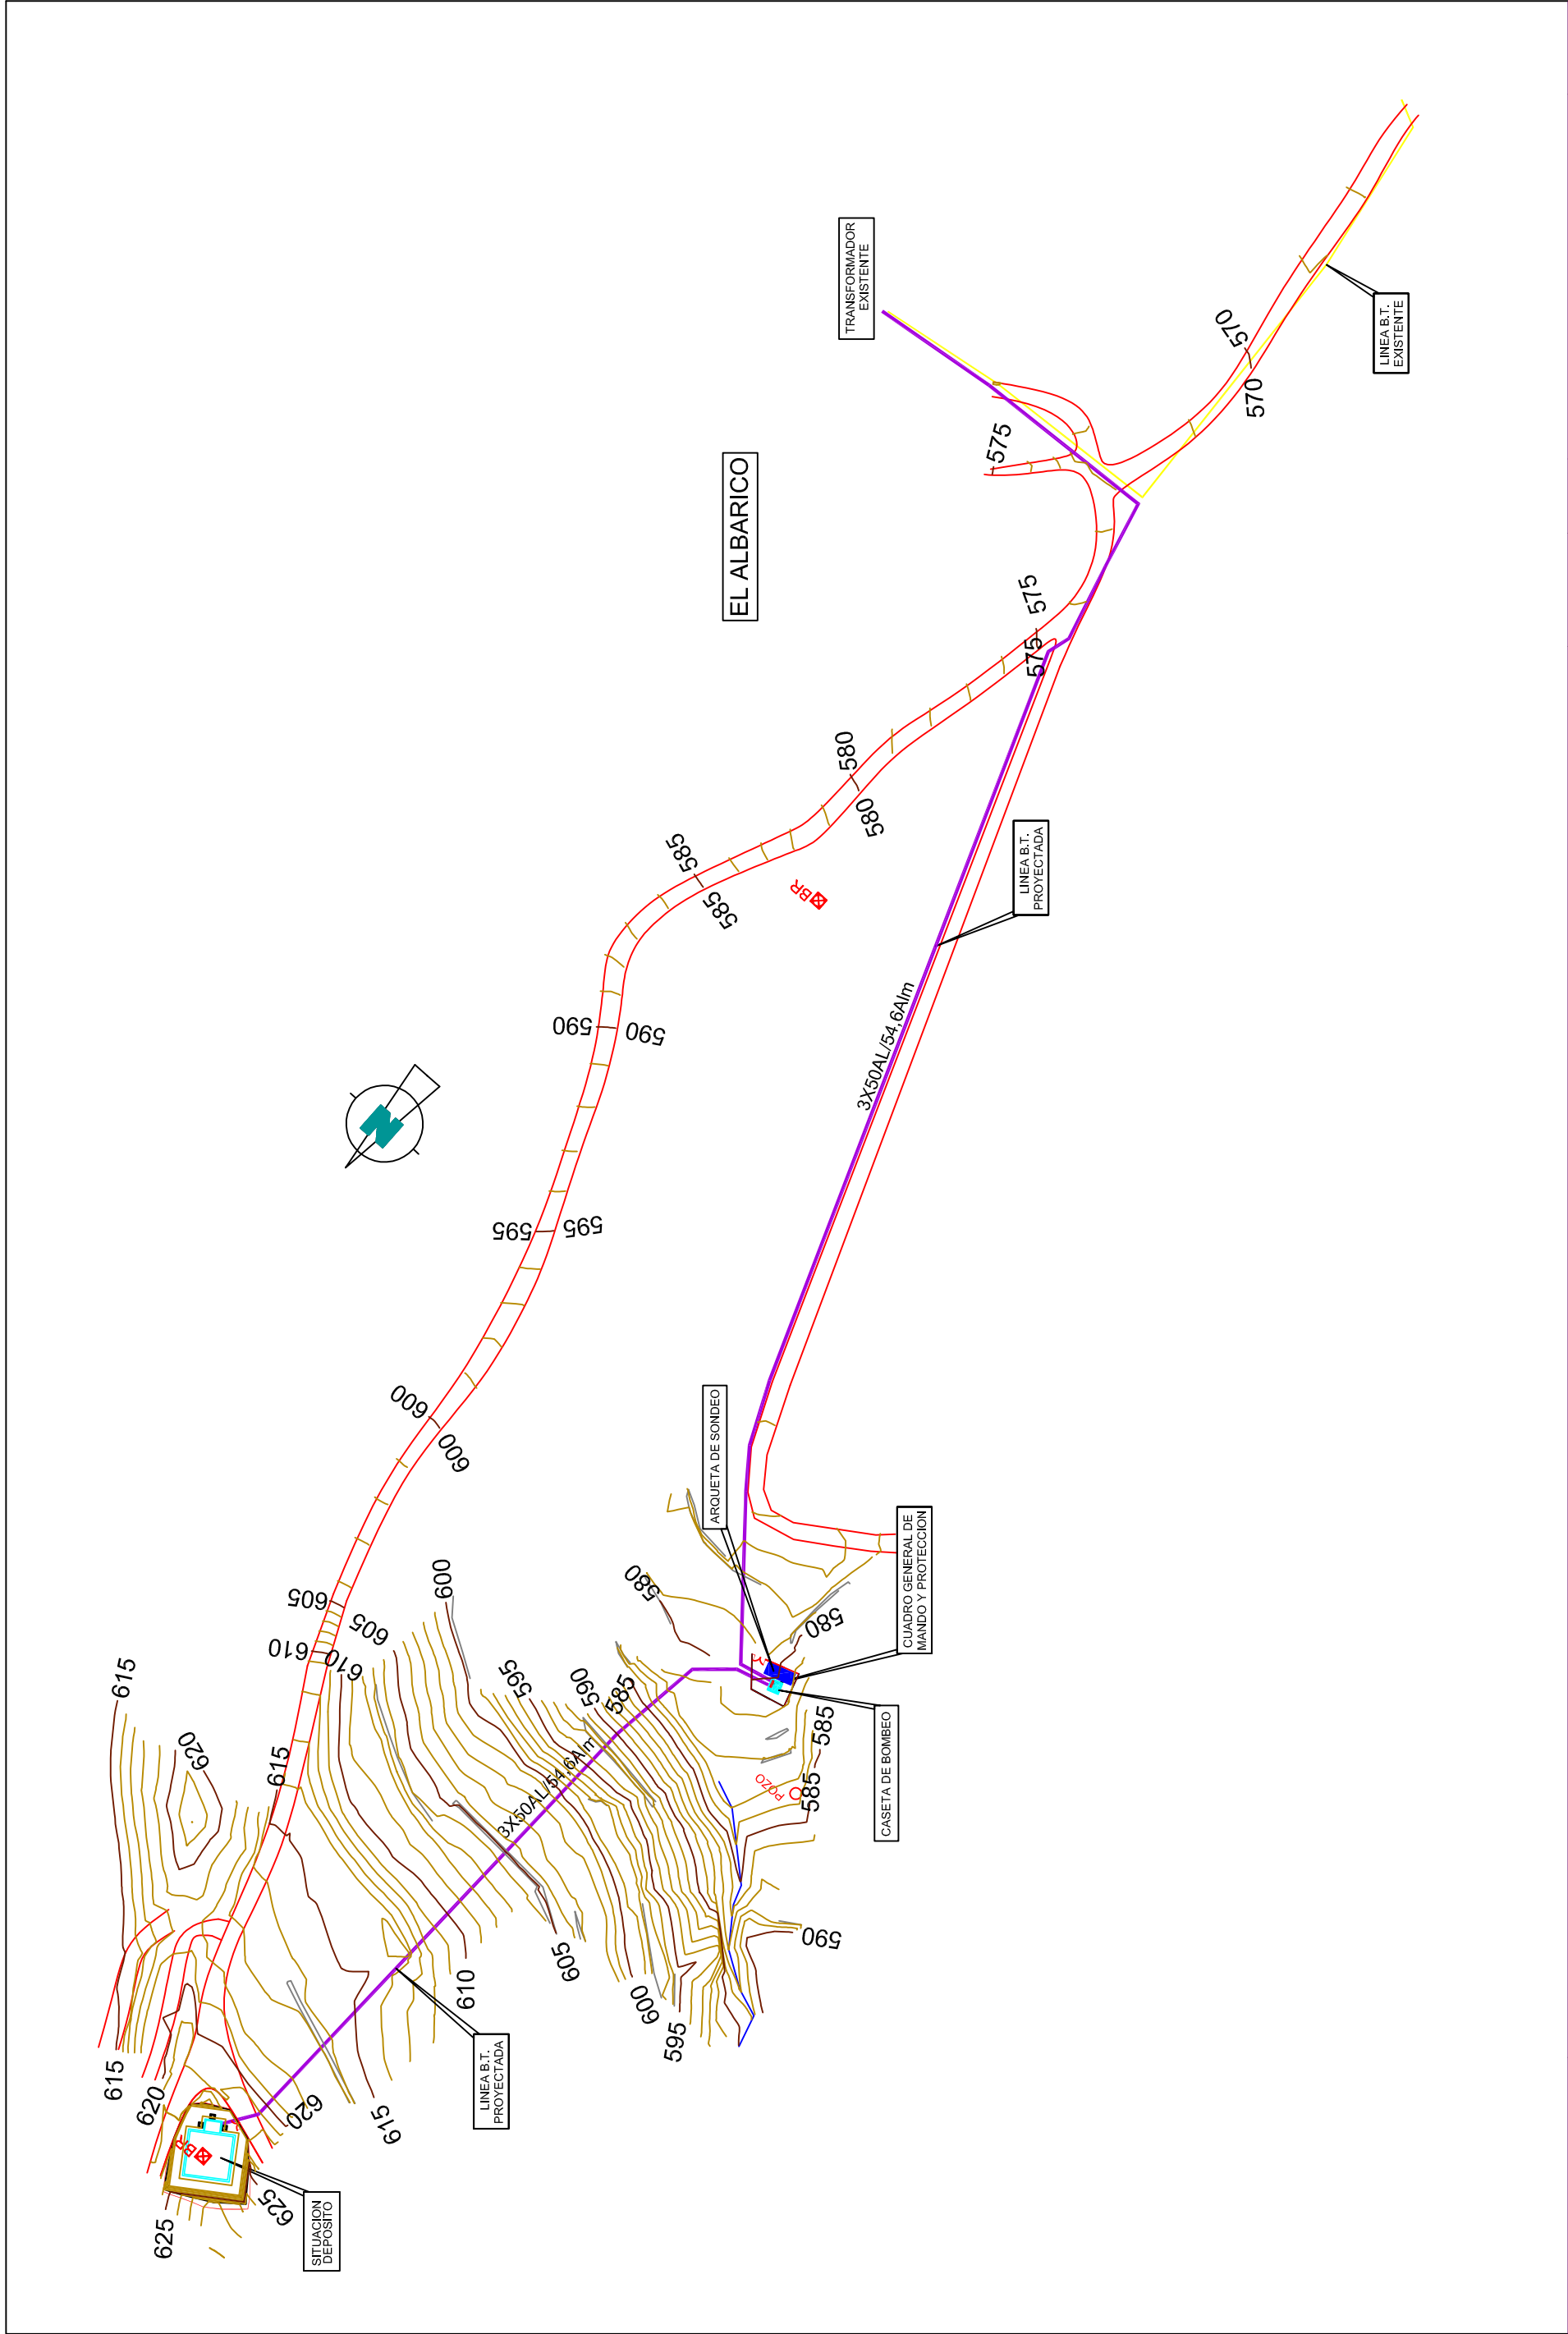 TRANSFORMADOR
EXISTENTE
570
570
LINEA B.T.
EXISTENTE
575
EL ALBARICO
575
575
580
580
585
585
BR
LINEA B.T.
PROYECTADA
3X50AL/54,6Alm
590
590
N
595
595
600
600
ARQUETA DE SONDEO
CUADRO GENERAL DE
MANDO Y PROTECCION
CASETA DE BOMBEO
580
580
585
585
585
POZO
590
590
595
600
605
605
610
610
615
615
620
3X50AL/54,6Alm
605
600
595
610
LINEA B.T.
PROYECTADA
615
620
620
615
BR
625
625
SITUACION
DEPOSITO